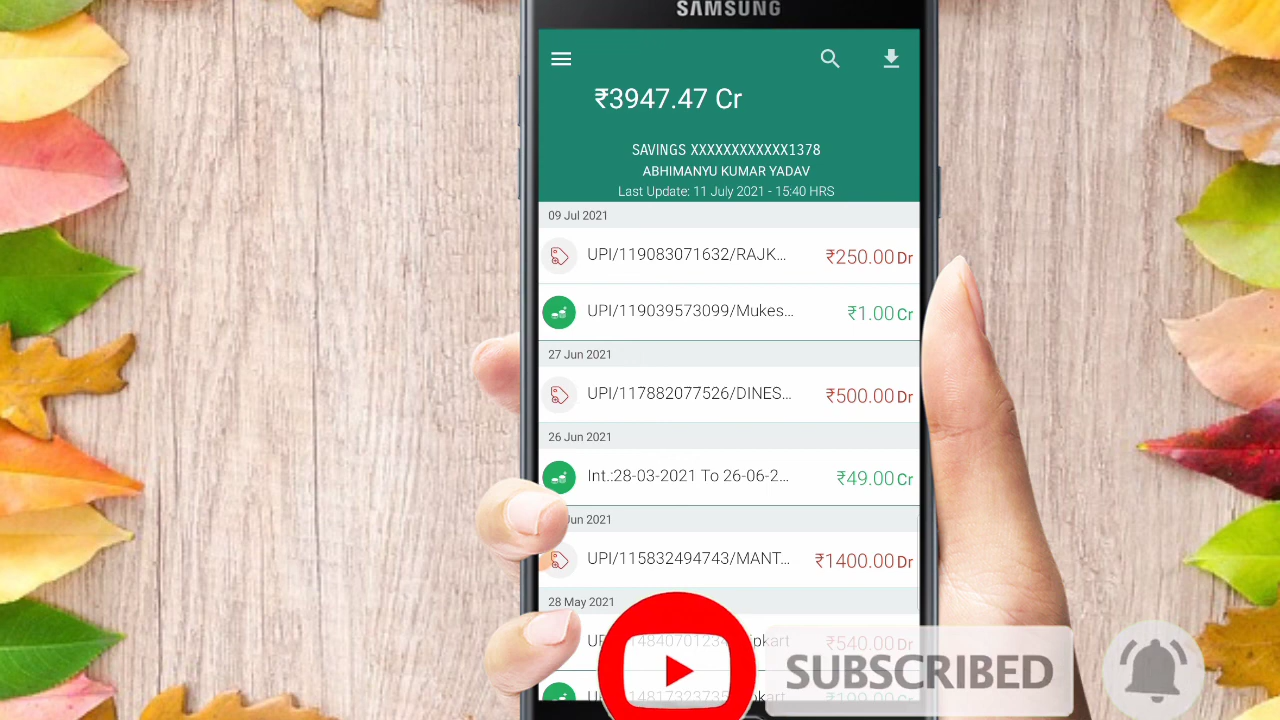 SAMSUNG
₹3947.47 Cr
SAVINGS XXXXXXXXXXXX1378
ABHIMANYU KUMAR YADAV
Last Update: 11 July 2021 - 15:40 HRS
09 Jul 2021
UPI/119083071632/RAJK... ₹250.00 Dr
UPI/119039573099/Mukes... ₹1.00 Cr
27 Jun 2021
UPI/117882077526/DINES... ₹500.00 Dr
26 Jun 2021
Int.:28-03-2021 To 26-06-2... ₹49.00 Cr
Jun 2021
UPI/115832494743/MANT... ₹1400.00 Dr
28 May 2021
₹540.00 Dr
SUBSCRIBED